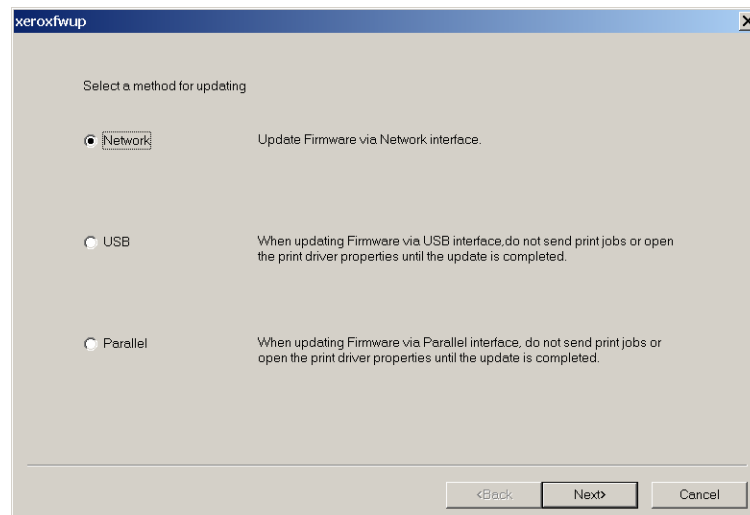 xeroxfwup
Select a method for updating
Network
Update Firmware via Network interface.
USB
When updating Firmware via USB interface,do not send print jobs or open
the print driver properties until the update is completed.
Parallel
When updating Firmware via Parallel interface, do not send print jobs or
open the print driver properties until the update is completed.
<Back
Next>
Cancel